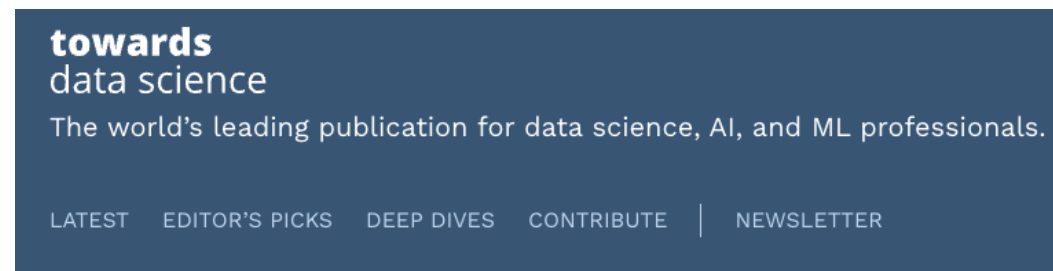 towards
data science
The world’s leading publication for data science, AI, and ML professionals.
LATEST EDITOR’S PICKS DEEP DIVES CONTRIBUTE | NEWSLETTER